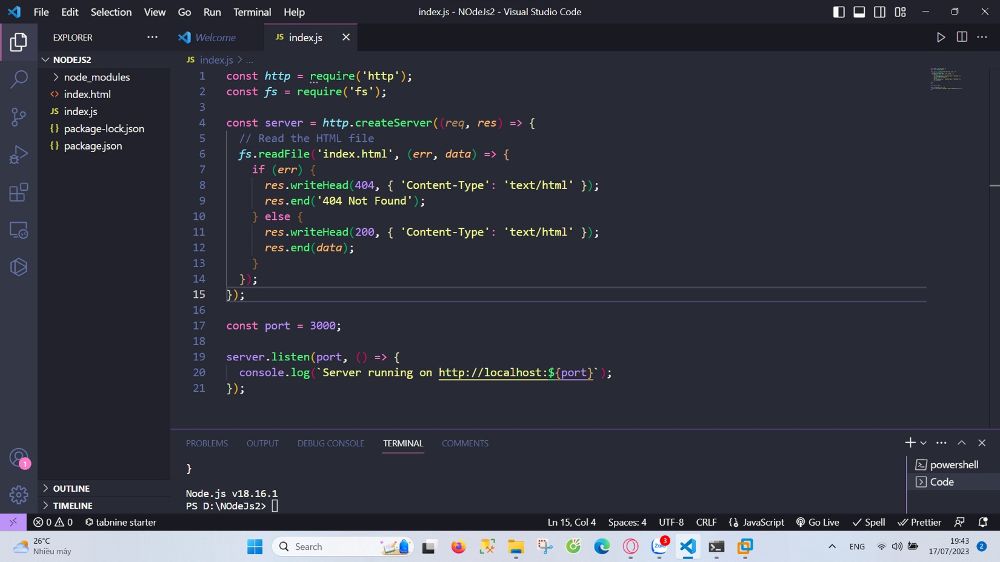 File Edit Selection View Go Run Terminal Help
index.js - NOdeJs2 - Visual Studio Code
EXPLORER
Welcome
JS index.js
NODEJS2
node_modules
<> index.html
JS index.js
{} package-lock.json
{} package.json
OUTLINE
TIMELINE
JS index.js > ...
1 const http = require('http');
2 const fs = require('fs');
3
4 const server = http.createServer((req, res) => {
5 // Read the HTML file
6 fs.readFile('index.html', (err, data) => {
7 if (err) {
8 res.writeHead(404, { 'Content-Type': 'text/html' });
9 res.end('404 Not Found');
10 } else {
11 res.writeHead(200, { 'Content-Type': 'text/html' });
12 res.end(data);
13 }
14 });
15 });
16
17 const port = 3000;
18
19 server.listen(port, () => {
20 console.log(`Server running on http://localhost:${port}`);
21 });
PROBLEMS OUTPUT DEBUG CONSOLE TERMINAL COMMENTS
}
Node.js v18.16.1
PS D:\NOdeJs2>
powershell
Code
1
0 0 tabnine starter
Ln 15, Col 4 Spaces: 4 UTF-8 CRLF JavaScript Go Live Spell Prettier
26°C
Nhiều mây
Search
Zalo
3
ENG
19:43
17/07/2023
2